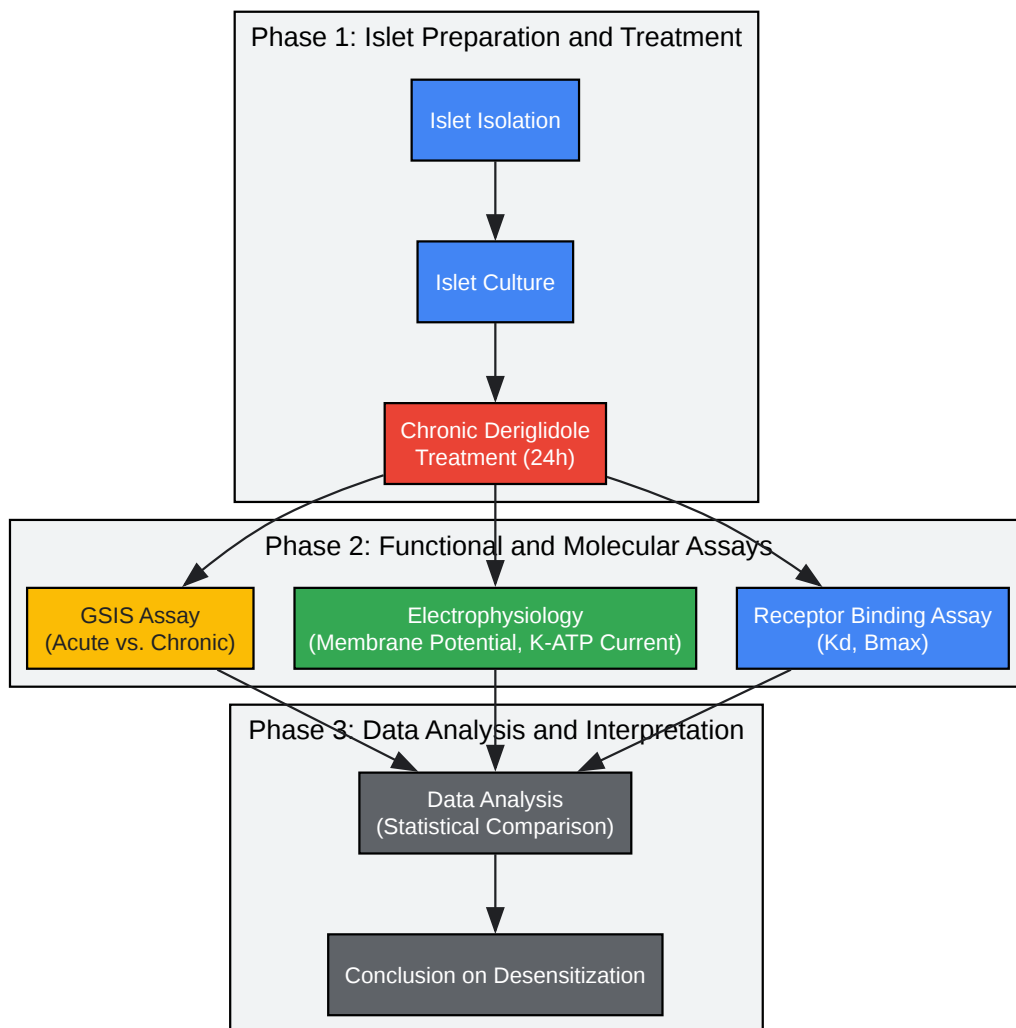 Phase 1: Islet Preparation and Treatment
Islet Isolation
Islet Culture
Chronic Deriglidole
Treatment (24h)
Phase 2: Functional and Molecular Assays
GSIS Assay
(Acute vs. Chronic)
Electrophysiology
(Membrane Potential, K-ATP Current)
Receptor Binding Assay
(Kd, Bmax)
Phase 3: Data Analysis and Interpretation
Data Analysis
(Statistical Comparison)
Conclusion on Desensitization